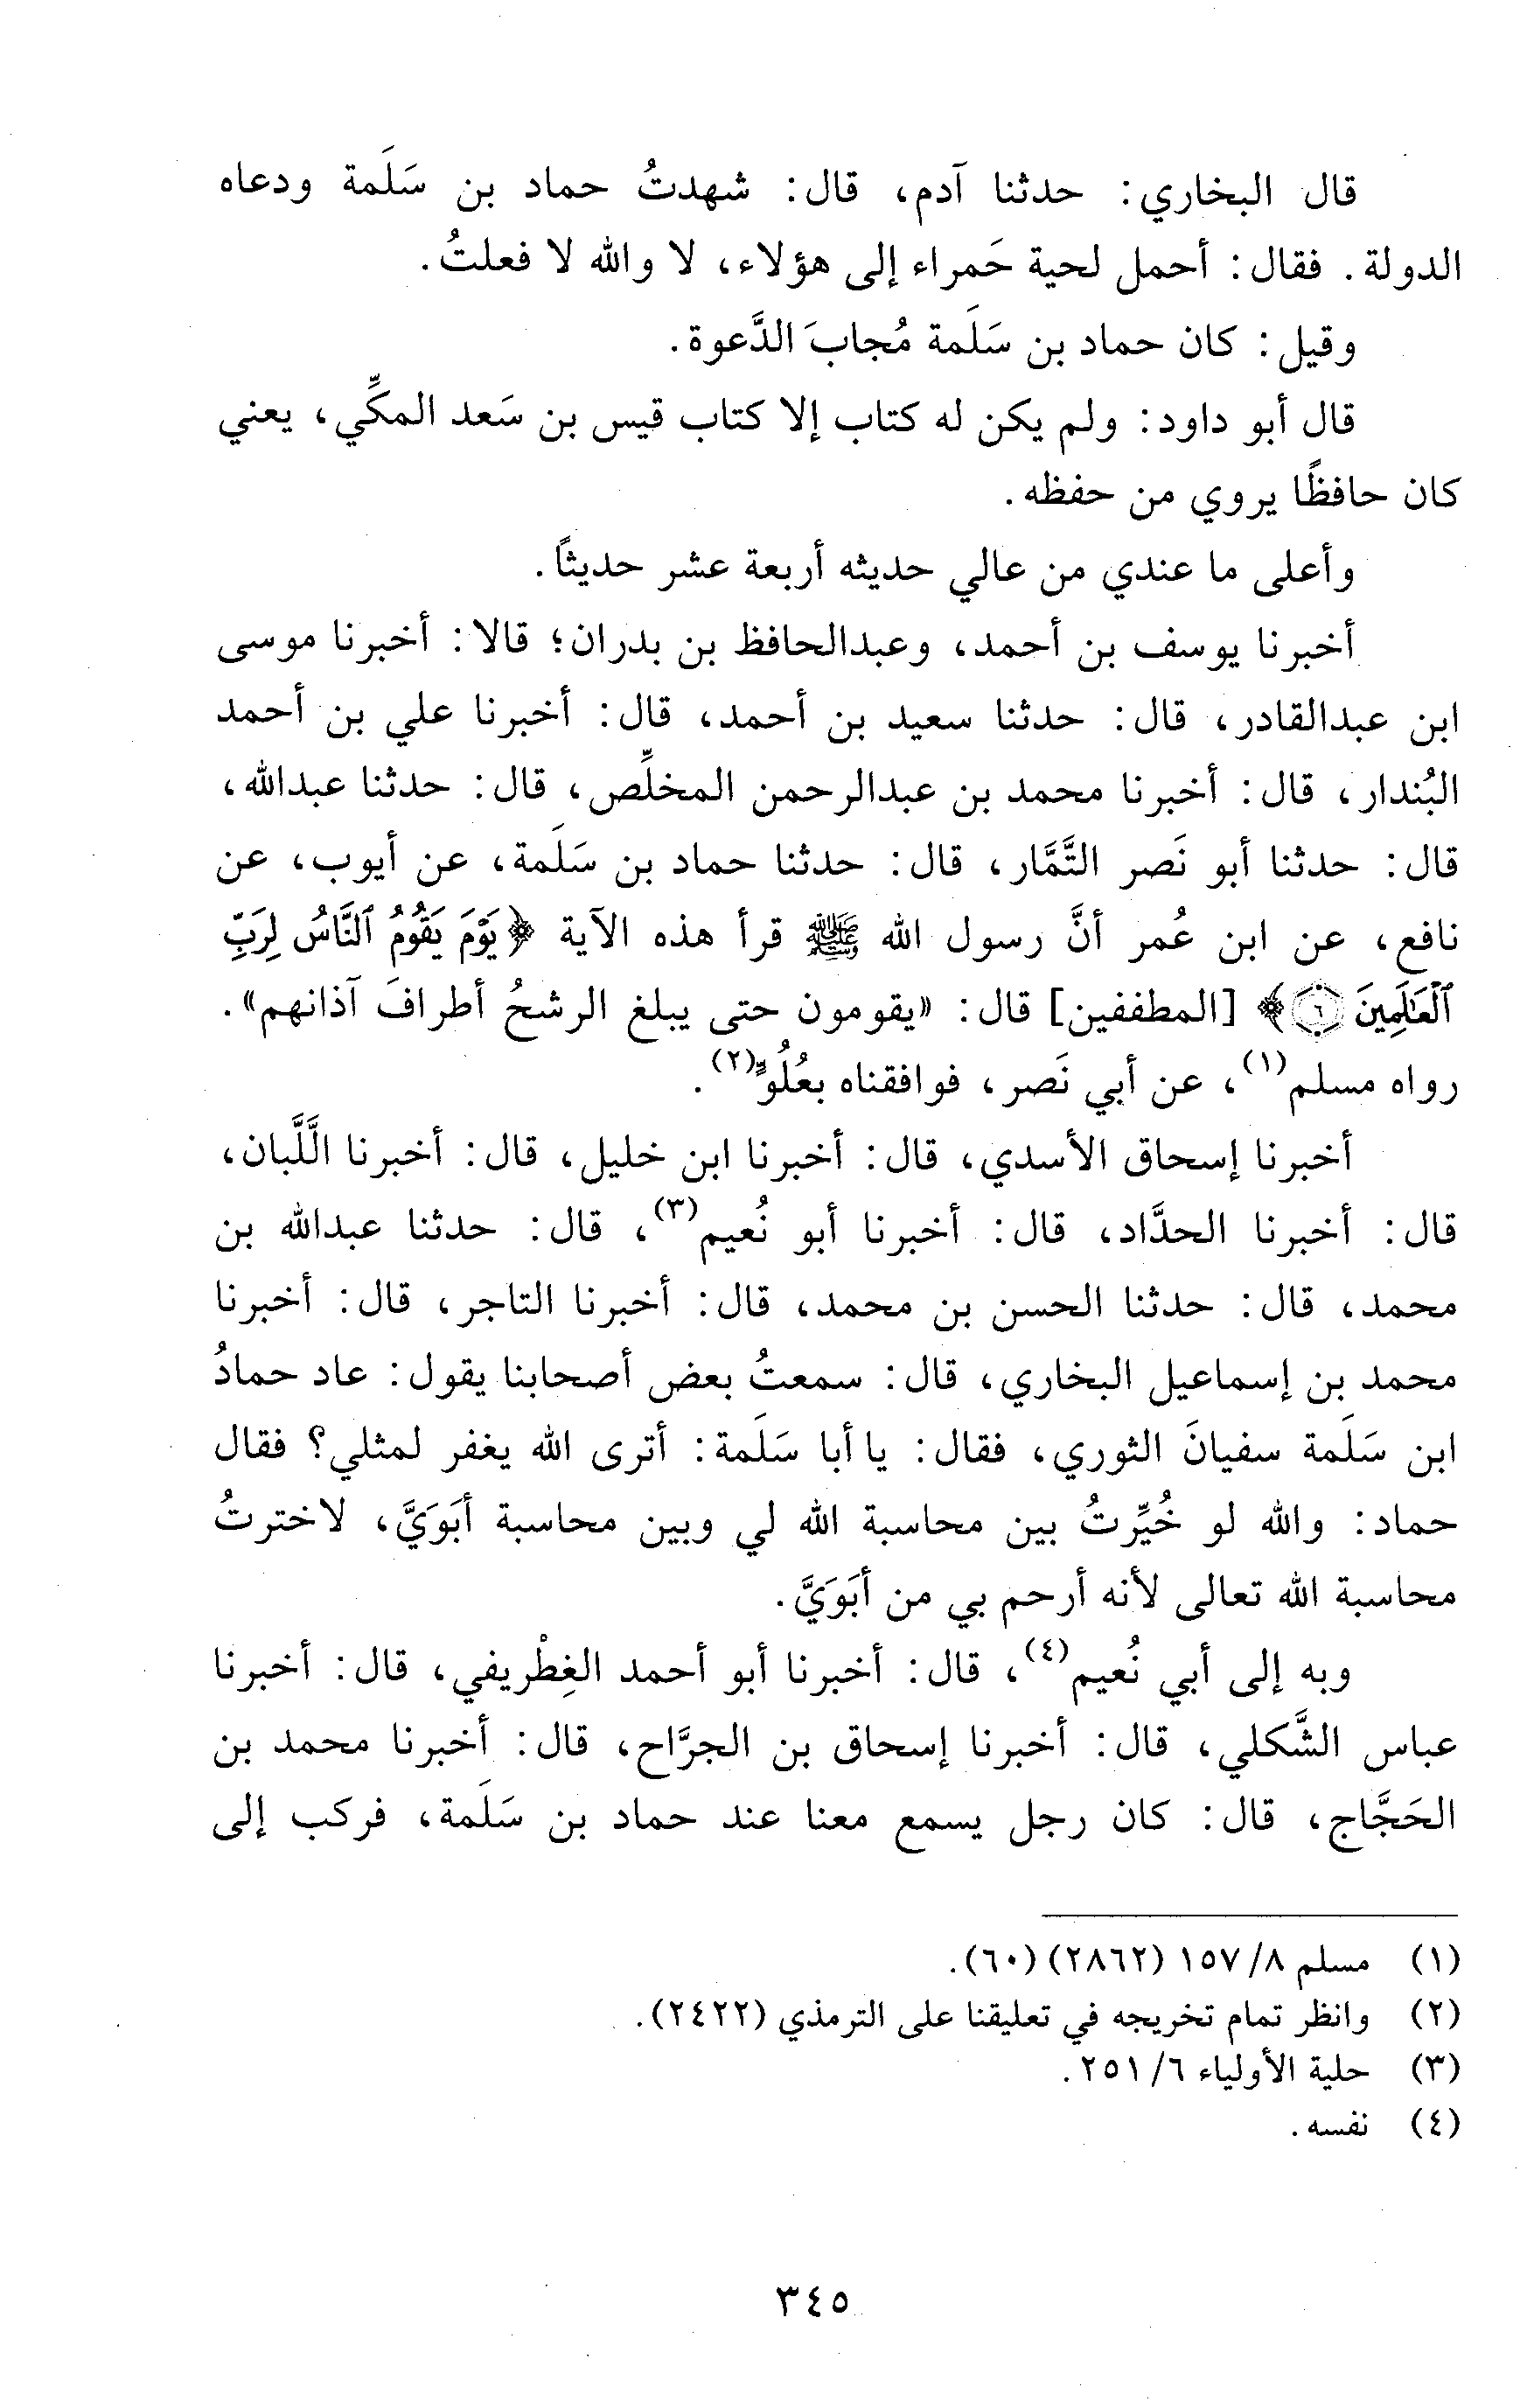 قال البخاري: حدثنا آدم، قال: شهدتُ حماد بن سَلَمة ودعاه
الدولة. فقال: أحمل لحية حَمراء إلى هؤلاء، لا والله لا فعلتُ.
وقيل: كان حماد بن سَلَمة مُجابَ الدَّعوة.
قال أبو داود: ولم يكن له كتاب إلا كتاب قيس بن سَعد المكِّي، يعني
كان حافظًا يروي من حفظه.
وأعلى ما عندي من عالي حديثه أربعة عشر حديثاً.
أخبرنا يوسف بن أحمد، وعبدالحافظ بن بدران؛ قالا: أخبرنا موسى
ابن عبدالقادر، قال: حدثنا سعيد بن أحمد، قال: أخبرنا علي بن أحمد
البُندار، قال: أخبرنا محمد بن عبدالرحمن المخلِّص، قال: حدثنا عبدالله،
قال: حدثنا أبو نَصر التَّمَّار، قال: حدثنا حماد بن سَلَمة، عن أيوب، عن
نافع، عن ابن عُمر أنَّ رسول الله ﷺ قرأ هذه الآية ﴿يَوْمَ يَقُومُ ٱلنَّاسُ لِرَبِّ
ٱلْعَـٰلَمِينَ ٦﴾ [المطففين] قال: «يقومون حتى يبلغ الرشحُ أطرافَ آذانهم».
رواه مسلم(١)، عن أبي نَصر، فوافقناه بعُلُوٍّ(٢).
أخبرنا إسحاق الأسدي، قال: أخبرنا ابن خليل، قال: أخبرنا الَّلَّبان،
قال: أخبرنا الحدَّاد، قال: أخبرنا أبو نُعيم(٣)، قال: حدثنا عبدالله بن
محمد، قال: حدثنا الحسن بن محمد، قال: أخبرنا التاجر، قال: أخبرنا
محمد بن إسماعيل البخاري، قال: سمعتُ بعض أصحابنا يقول: عاد حمادُ
ابن سَلَمة سفيانَ الثوري، فقال: يا أبا سَلَمة: أترى الله يغفر لمثلي؟ فقال
حماد: والله لو خُيِّرتُ بين محاسبة الله لي وبين محاسبة أبَوَيَّ، لاخترتُ
محاسبة الله تعالى لأنه أرحم بي من أبَوَيَّ.
وبه إلى أبي نُعيم(٤)، قال: أخبرنا أبو أحمد الغِطْريفي، قال: أخبرنا
عباس الشَّكلي، قال: أخبرنا إسحاق بن الجرَّاح، قال: أخبرنا محمد بن
الحَجَّاج، قال: كان رجل يسمع معنا عند حماد بن سَلَمة، فركب إلى
(١) مسلم ٨/ ١٥٧ (٢٨٦٢) (٦٠).
(٢) وانظر تمام تخريجه في تعليقنا على الترمذي (٢٤٢٢).
(٣) حلية الأولياء ٦/ ٢٥١.
(٤) نفسه.
٣٤٥